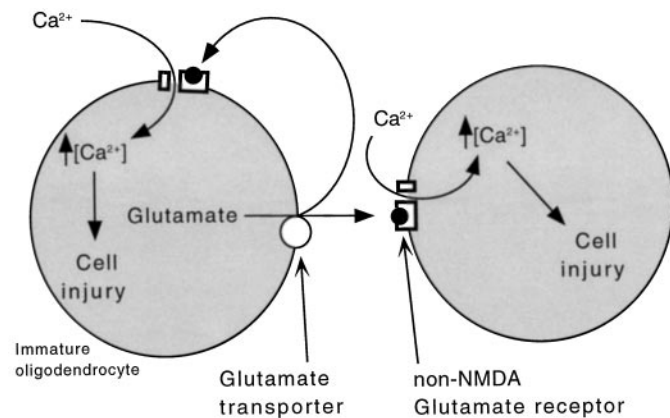 Ca²⁺
[Ca²⁺]
Glutamate
Cell
injury
Immature
oligodendrocyte
Glutamate
transporter
Ca²⁺
[Ca²⁺]
Cell
injury
non-NMDA
Glutamate receptor